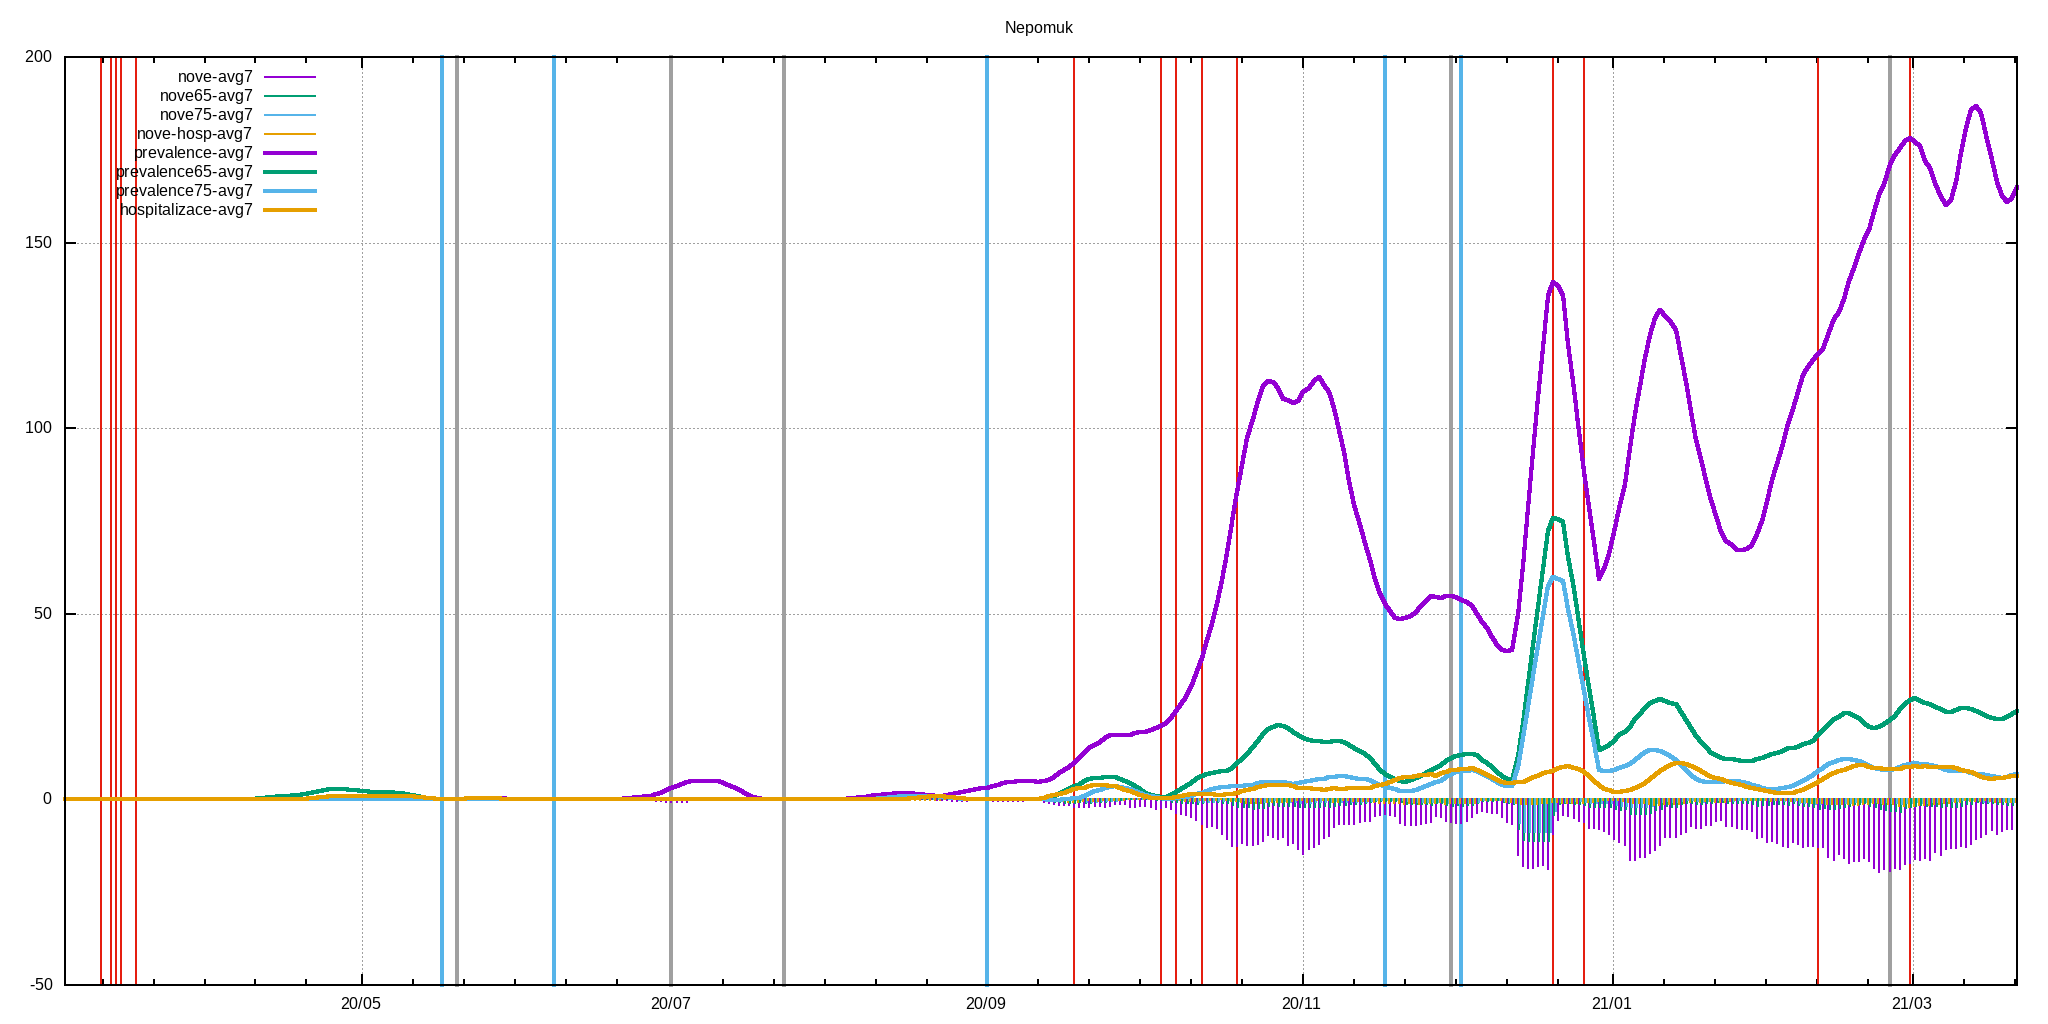 Nepomuk
200
nove-avg7
nove65-avg7
nove75-avg7
nove-hosp-avg7
prevalence-avg7
prevalence65-avg7
prevalence75-avg7
hospitalizace-avg7
150
100
50
0
-50
20/05 20/07 20/09 20/11 21/01 21/03